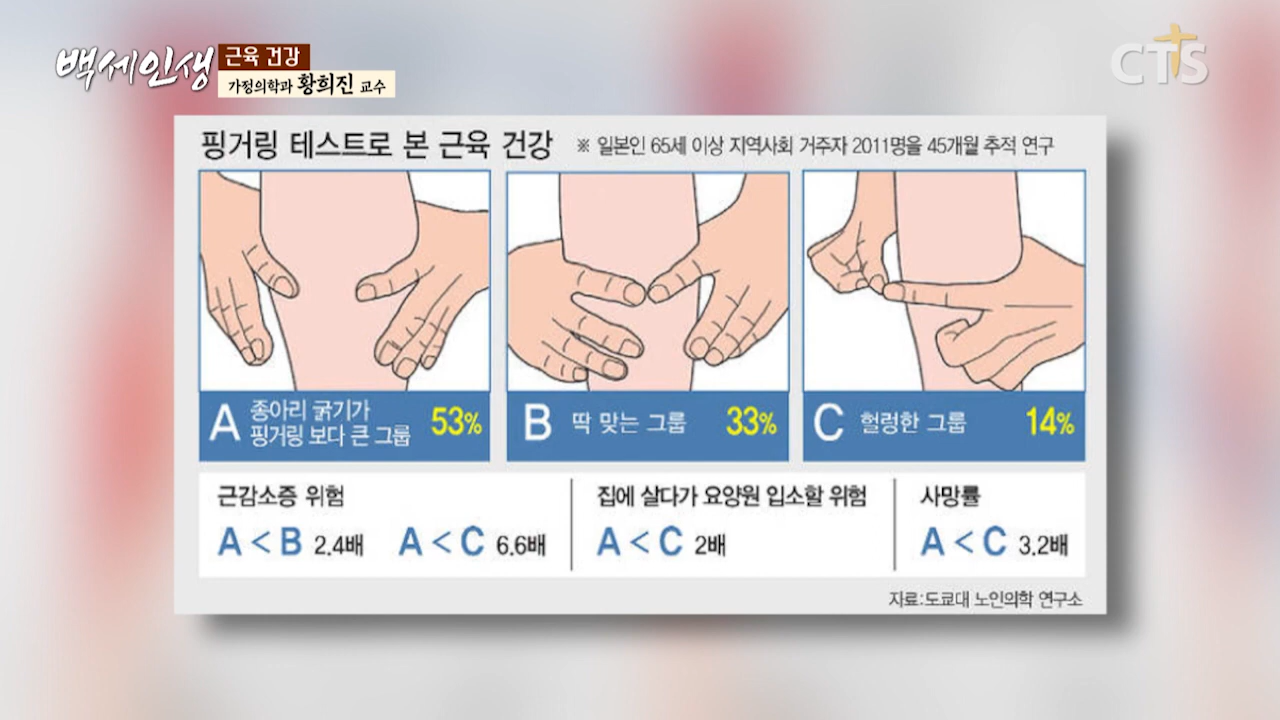 백세인생
근육 건강
가정의학과 황희진 교수
CTS
핑거링 테스트로 본 근육 건강 ※ 일본인 65세 이상 지역사회 거주자 2011명을 45개월 추적 연구
A 종아리 굵기가
핑거링 보다 큰 그룹 53%
B 딱 맞는 그룹 33%
C 헐렁한 그룹 14%
근감소증 위험
A < B 2.4배 A < C 6.6배
집에 살다가 요양원 입소할 위험
A < C 2배
사망률
A < C 3.2배
자료:도쿄대 노인의학 연구소